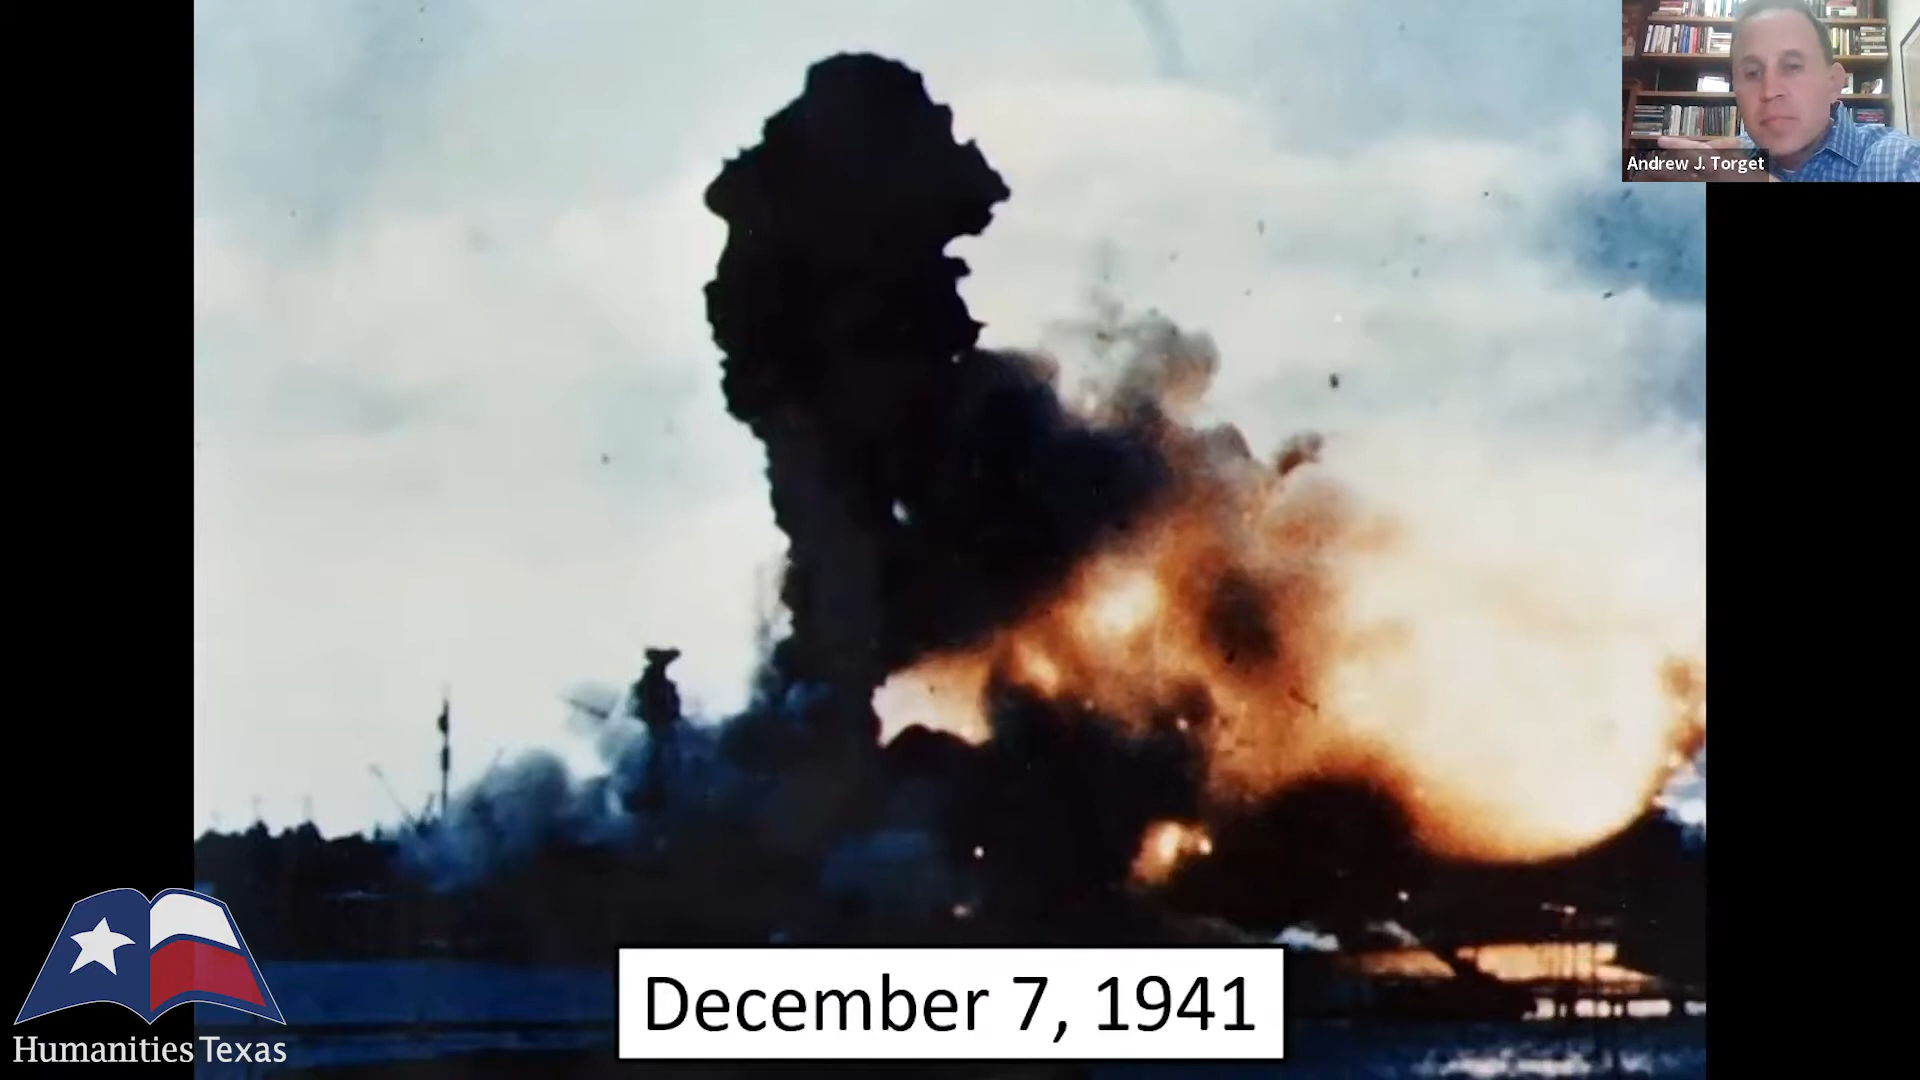 Andrew J. Torget
December 7, 1941
Humanities Texas